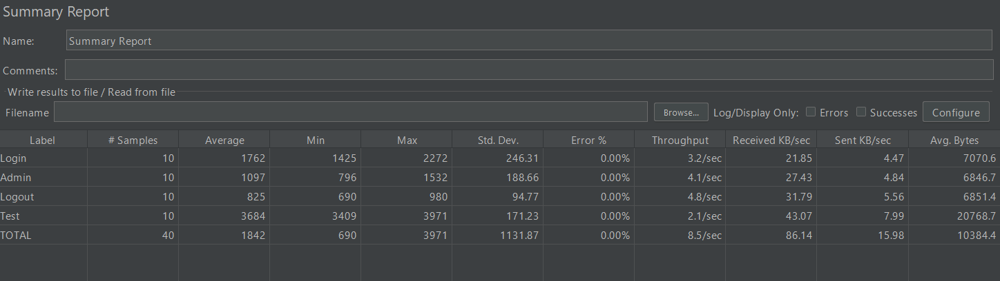 Summary Report
Name: Summary Report
Comments:
Write results to file / Read from file
Filename Browse... Log/Display Only: Errors Successes Configure
Label # Samples Average Min Max Std. Dev. Error % Throughput Received KB/sec Sent KB/sec Avg. Bytes
Login 10 1762 1425 2272 246.31 0.00% 3.2/sec 21.85 4.47 7070.6
Admin 10 1097 796 1532 188.66 0.00% 4.1/sec 27.43 4.84 6846.7
Logout 10 825 690 980 94.77 0.00% 4.8/sec 31.79 5.56 6851.4
Test 10 3684 3409 3971 171.23 0.00% 2.1/sec 43.07 7.99 20768.7
TOTAL 40 1842 690 3971 1131.87 0.00% 8.5/sec 86.14 15.98 10384.4